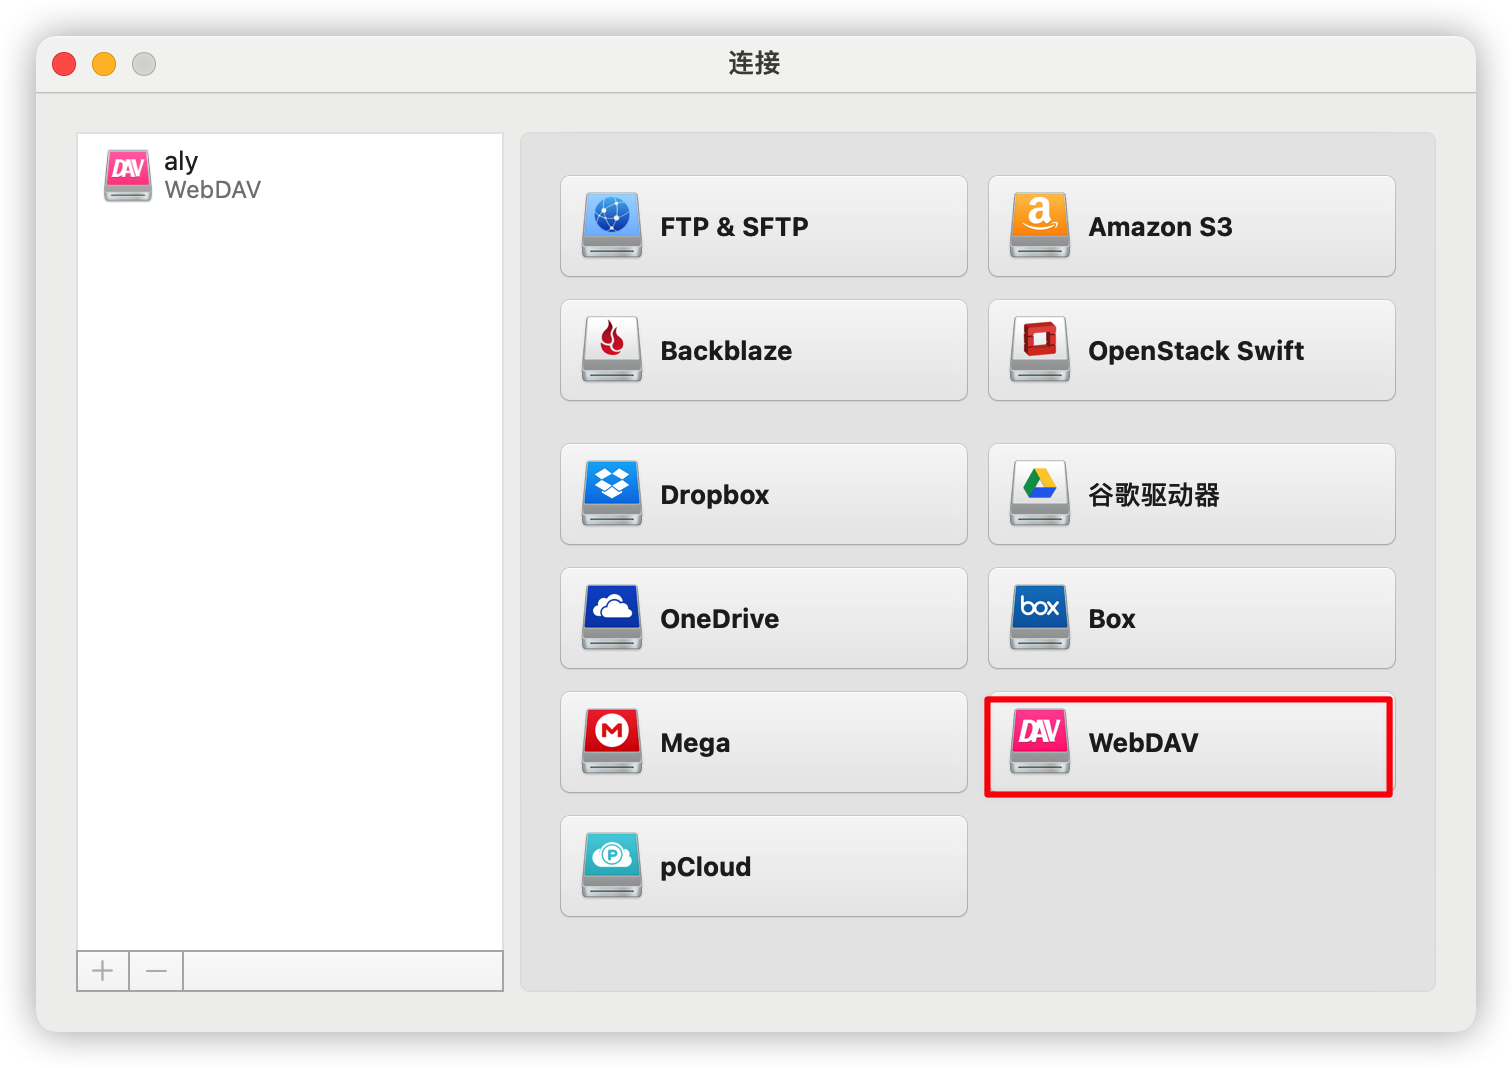 连接
DAV
aly
WebDAV
FTP & SFTP
a
Amazon S3
Backblaze
OpenStack Swift
Dropbox
谷歌驱动器
OneDrive
box
Box
M
Mega
DAV
WebDAV
P
pCloud